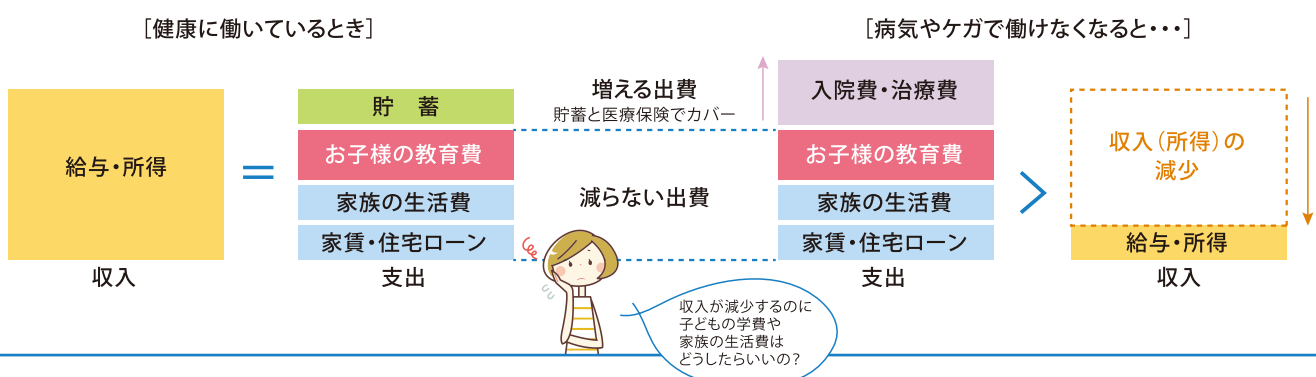 [健康に働いているとき]
給与・所得
収入
=
貯　蓄
お子様の教育費
家族の生活費
家賃・住宅ローン
支出
増える出費
貯蓄と医療保険でカバー
減らない出費
収入が減少するのに
子どもの学費や
家族の生活費は
どうしたらいいの？
[病気やケガで働けなくなると・・・]
入院費・治療費
お子様の教育費
家族の生活費
家賃・住宅ローン
支出
>
収入（所得）の
減少
給与・所得
収入